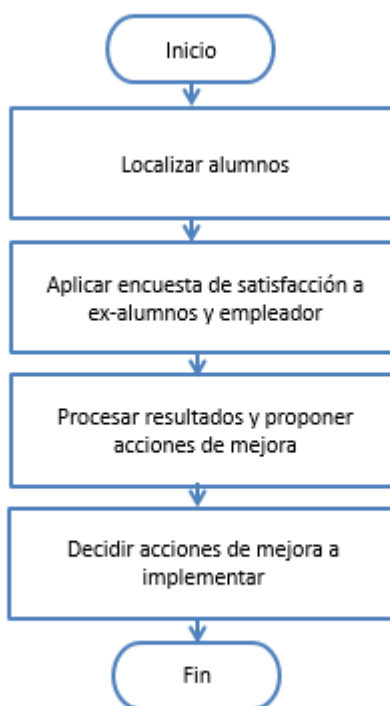 Inicio
Localizar alumnos
Aplicar encuesta de satisfacción a
ex-alumnos y empleador
Procesar resultados y proponer
acciones de mejora
Decidir acciones de mejora a
implementar
Fin